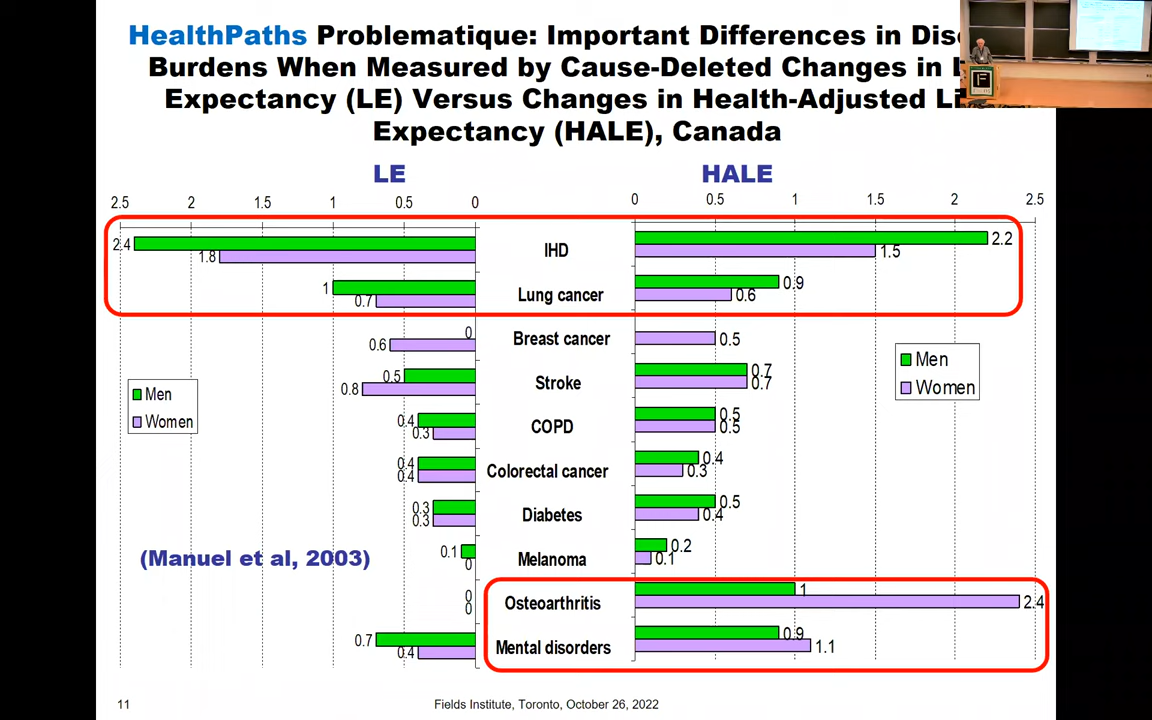 HealthPaths Problematique: Important Differences in
Burdens When Measured by Cause-Deleted Changes in
Expectancy (LE) Versus Changes in Health-Adjusted
Expectancy (HALE), Canada
LE
HALE
2.5 2 1.5 1 0.5 0
0 0.5 1 1.5 2 2.5
2.4 IHD 2.2
1.8 1.5
1 Lung cancer 0.9
0.7 0.6
0 Breast cancer
0.6 0.5
0.5 Stroke 0.7
0.8 0.7
0.4 COPD 0.5
0.3 0.5
0.4 Colorectal cancer 0.4
0.4 0.3
0.3 Diabetes 0.5
0.3 0.4
0.1 Melanoma 0.2
0 0.1
0 Osteoarthritis 1
0 2.4
0.7 Mental disorders 0.9
0.4 1.1
Men
Women
Men
Women
(Manuel et al, 2003)
11
Fields Institute, Toronto, October 26, 2022